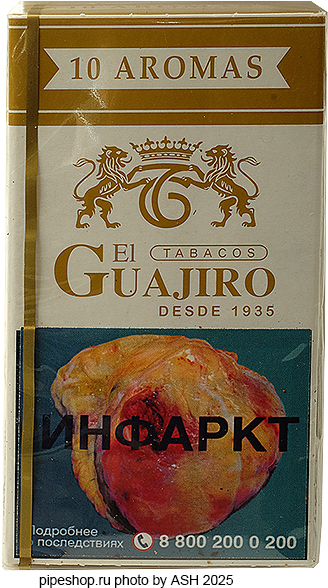 10 AROMAS
El TABACOS
GUAJIRO
DESDE 1935
ИНФАРКТ
Подробнее
последствиях 8 800 200 0 200
pipeshop.ru photo by ASH 2025